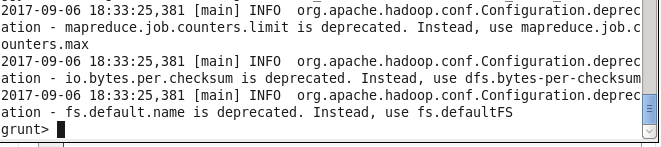 2017-09-06 18:33:25,381 [main] INFO  org.apache.hadoop.conf.Configuration.deprec
ation - mapreduce.job.counters.limit is deprecated. Instead, use mapreduce.job.c
ounters.max
2017-09-06 18:33:25,381 [main] INFO  org.apache.hadoop.conf.Configuration.deprec
ation - io.bytes.per.checksum is deprecated. Instead, use dfs.bytes-per-checksum
2017-09-06 18:33:25,381 [main] INFO  org.apache.hadoop.conf.Configuration.deprec
ation - fs.default.name is deprecated. Instead, use fs.defaultFS
grunt>